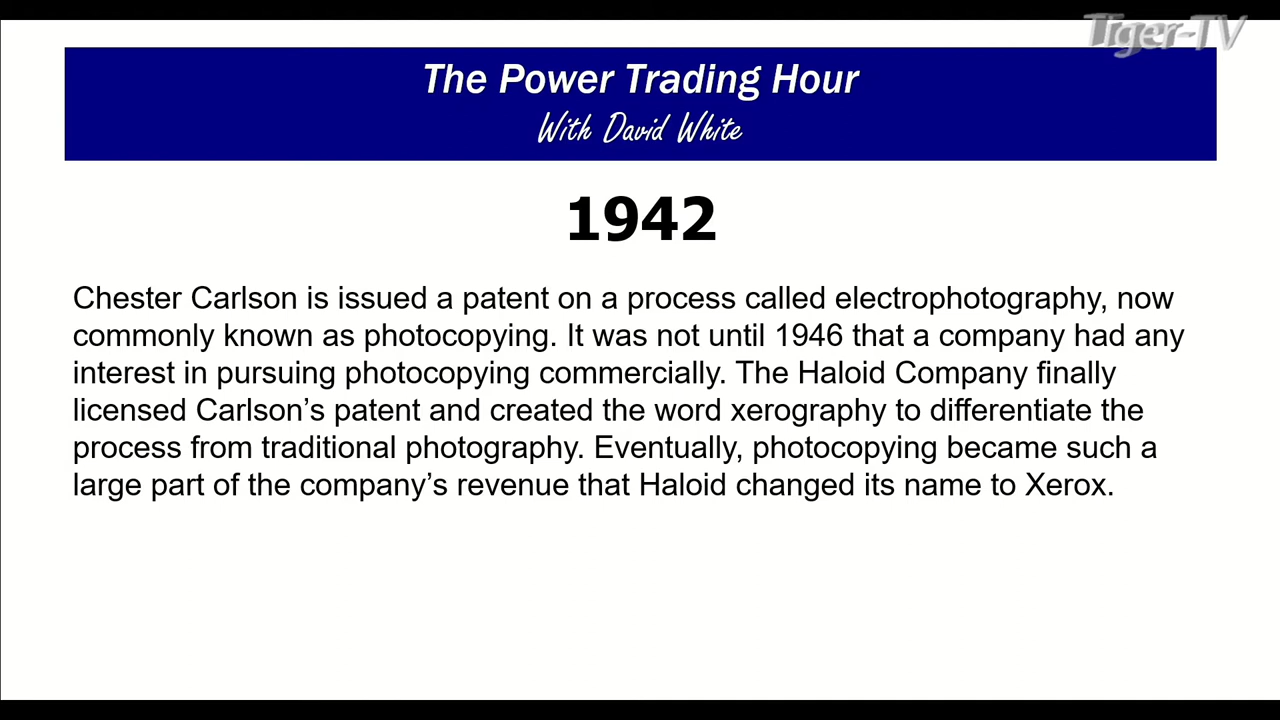 Tiger-TV
The Power Trading Hour
With David White
1942
Chester Carlson is issued a patent on a process called electrophotography, now
commonly known as photocopying. It was not until 1946 that a company had any
interest in pursuing photocopying commercially. The Haloid Company finally
licensed Carlson’s patent and created the word xerography to differentiate the
process from traditional photography. Eventually, photocopying became such a
large part of the company’s revenue that Haloid changed its name to Xerox.